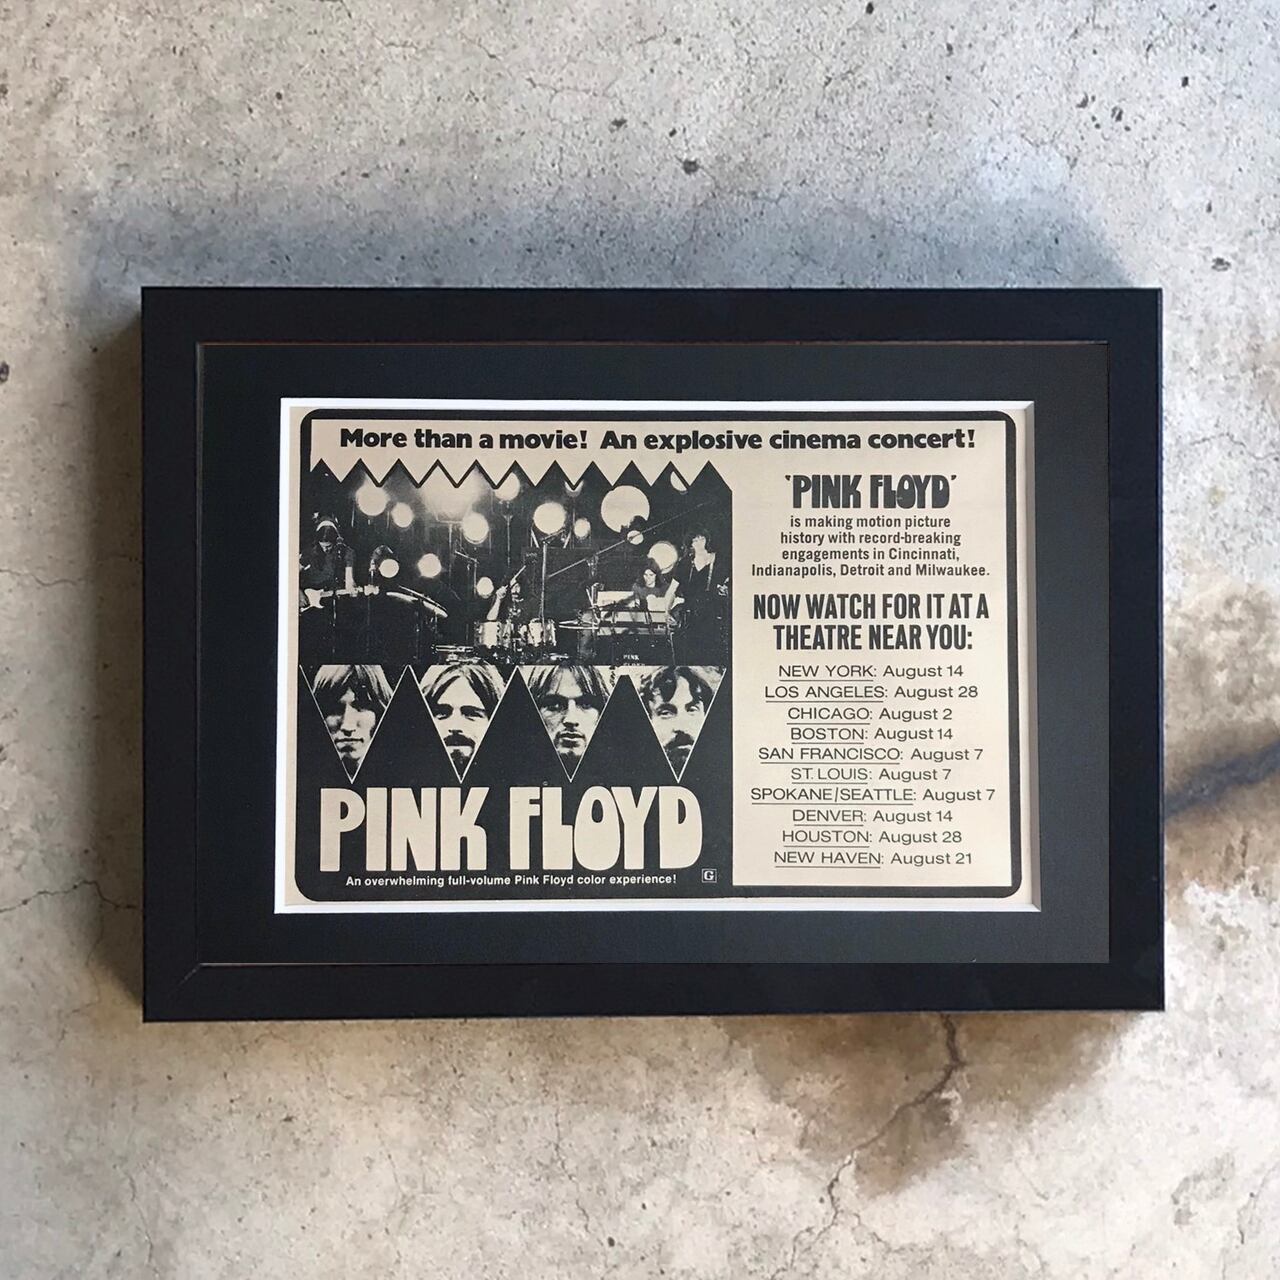 More than a movie! An explosive cinema concert!
'PINK FLOYD'
is making motion picture
history with record-breaking
engagements in Cincinnati,
Indianapolis, Detroit and Milwaukee.
NOW WATCH FOR IT AT A
THEATRE NEAR YOU:
NEW YORK: August 14
LOS ANGELES: August 28
CHICAGO: August 2
BOSTON: August 14
SAN FRANCISCO: August 7
ST. LOUIS: August 7
SPOKANE/SEATTLE: August 7
DENVER: August 14
HOUSTON: August 28
NEW HAVEN: August 21
PINK FLOYD
An overwhelming full-volume Pink Floyd color experience!
G